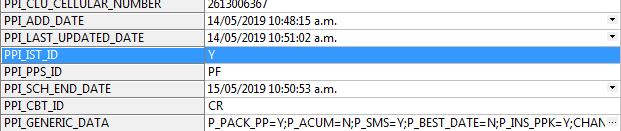 PPI_CLU_CELLULAR_NUMBER 2613006367
PPI_ADD_DATE 14/05/2019 10:48:15 a.m.
PPI_LAST_UPDATED_DATE 14/05/2019 10:51:02 a.m.
PPI_IST_ID Y
PPI_PPS_ID PF
PPI_SCH_END_DATE 15/05/2019 10:50:53 a.m.
PPI_CBT_ID CR
PPI_GENERIC_DATA P_PACK_PP=Y;P_ACUM=N;P_SMS=Y;P_BEST_DATE=N;P_INS_PPK=Y;CHAN ...